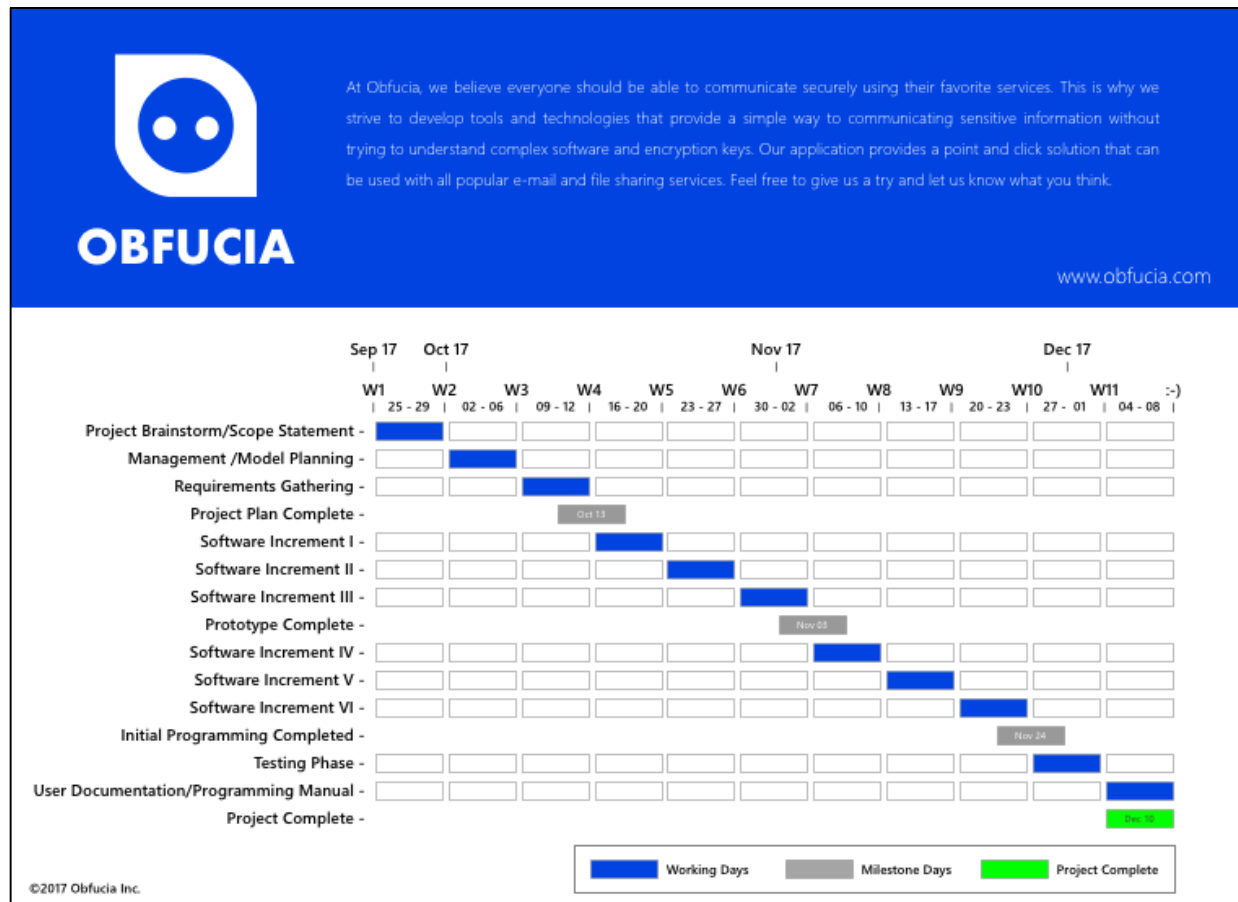 At Obfucia, we believe everyone should be able to communicate securely using their favorite services. This is why we
strive to develop tools and technologies that provide a simple way to communicating sensitive information without
trying to understand complex software and encryption keys. Our application provides a point and click solution that can
be used with all popular e-mail and file sharing services. Feel free to give us a try and let us know what you think.
OBFUCIA
www.obfucia.com
Sep 17 Oct 17 Nov 17 Dec 17
W1 W2 W3 W4 W5 W6 W7 W8 W9 W10 W11 :-)
25 - 29 | 02 - 06 | 09 - 12 | 16 - 20 | 23 - 27 | 30 - 02 | 06 - 10 | 13 - 17 | 20 - 23 | 27 - 01 | 04 - 08
Project Brainstorm/Scope Statement -
Management /Model Planning -
Requirements Gathering -
Project Plan Complete - Oct 13
Software Increment I -
Software Increment II -
Software Increment III -
Prototype Complete - Nov 03
Software Increment IV -
Software Increment V -
Software Increment VI -
Initial Programming Completed - Nov 24
Testing Phase -
User Documentation/Programming Manual -
Project Complete - Dec 10
Working Days Milestone Days Project Complete
©2017 Obfucia Inc.